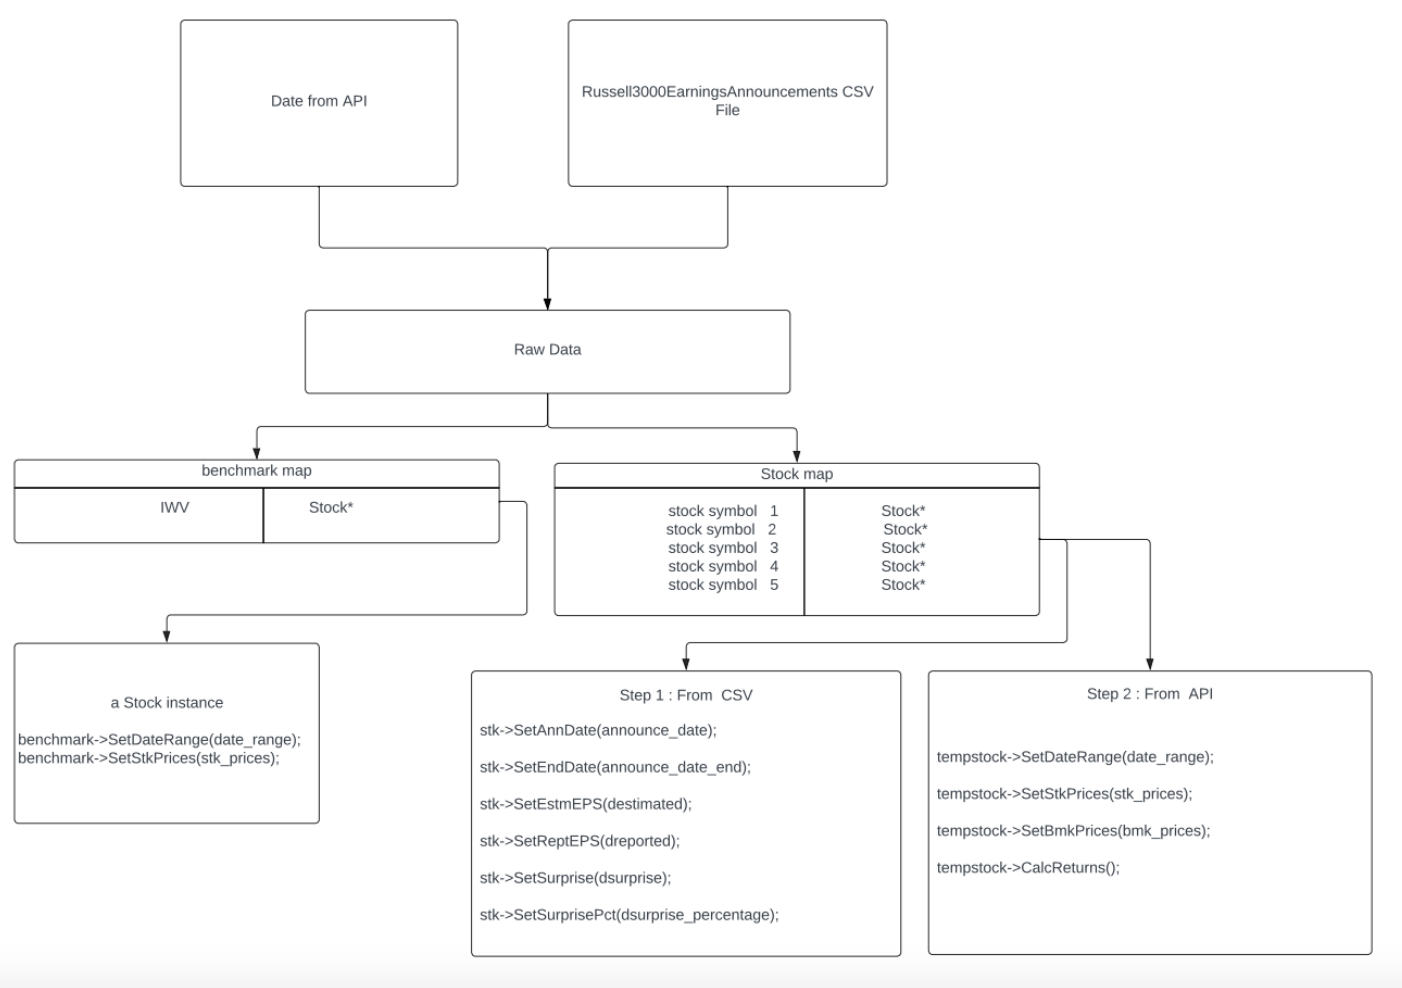 Date from API
Russell3000EarningsAnnouncements CSV
File
Raw Data
benchmark map
IWV Stock*
Stock map
stock symbol 1 Stock*
stock symbol 2 Stock*
stock symbol 3 Stock*
stock symbol 4 Stock*
stock symbol 5 Stock*
a Stock instance
benchmark->SetDateRange(date_range);
benchmark->SetStkPrices(stk_prices);
Step 1 : From CSV
stk->SetAnnDate(announce_date);
stk->SetEndDate(announce_date_end);
stk->SetEstmEPS(destimated);
stk->SetReptEPS(dreported);
stk->SetSurprise(dsurprise);
stk->SetSurprisePct(dsurprise_percentage);
Step 2 : From API
tempstock->SetDateRange(date_range);
tempstock->SetStkPrices(stk_prices);
tempstock->SetBmkPrices(bmk_prices);
tempstock->CalcReturns();